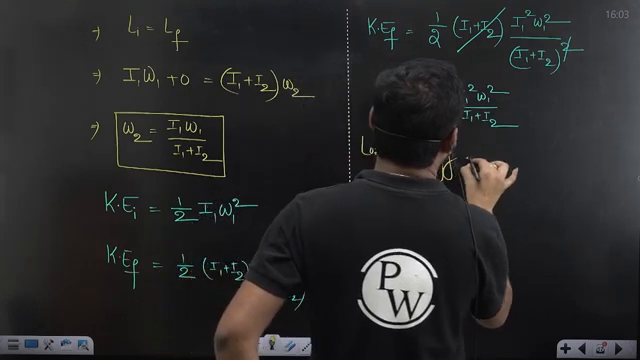 ⇒ L₁ = L_f
⇒ I₁ω₁ + 0 = (I₁+I₂)ω₂
⇒ ω₂ = I₁ω₁ / (I₁+I₂)
K.Eᵢ = 1/2 I₁ω₁²
K.E_f = 1/2 (I₁+I₂)
K.E_f = 1/2 (I₁+I₂) I₁²ω₁² / (I₁+I₂)²
I₁²ω₁² / I₁+I₂
PW
16:03